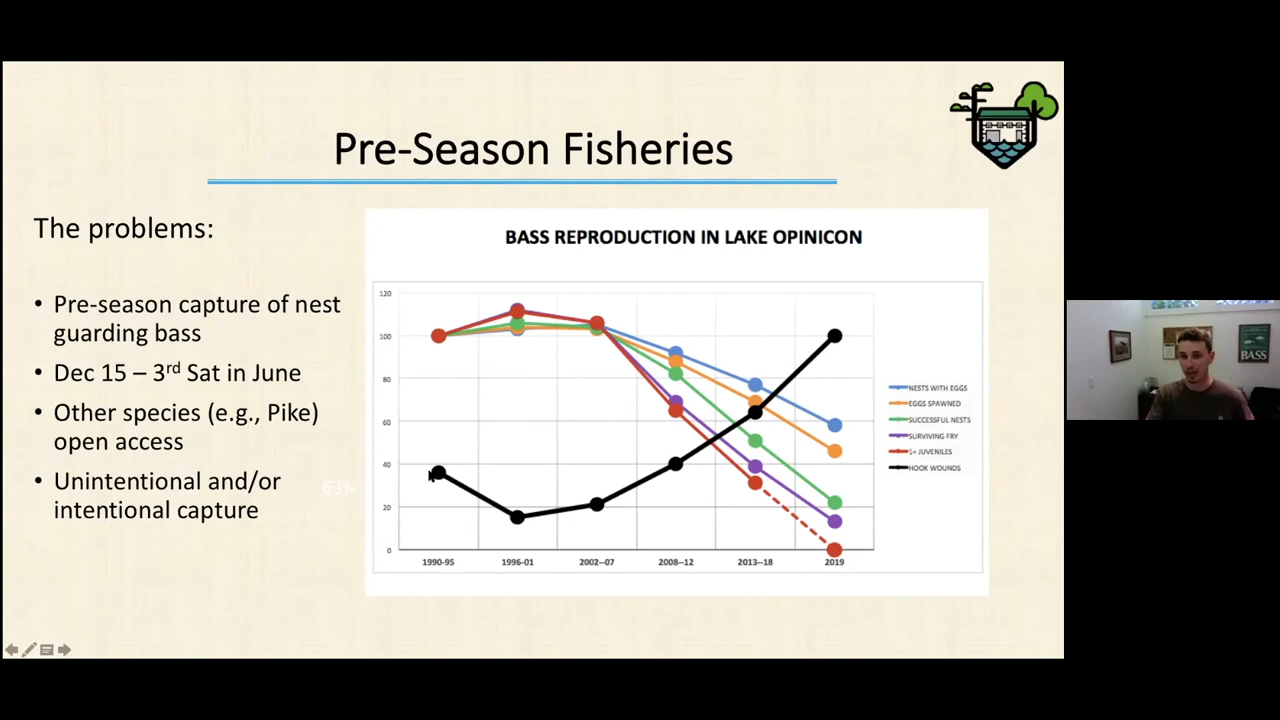 Pre-Season Fisheries
The problems:
• Pre-season capture of nest
guarding bass
• Dec 15 – 3rd Sat in June
• Other species (e.g., Pike)
open access
• Unintentional and/or
intentional capture
63%
BASS REPRODUCTION IN LAKE OPINICON
120
100
80
60
40
20
0
1990-95
1996-01
2002--07
2008--12
2013--18
2019
NESTS WITH EGGS
EGGS SPAWNED
SUCCESSFUL NESTS
SURVIVING FRY
1+ JUVENILES
HOOK WOUNDS
BASS